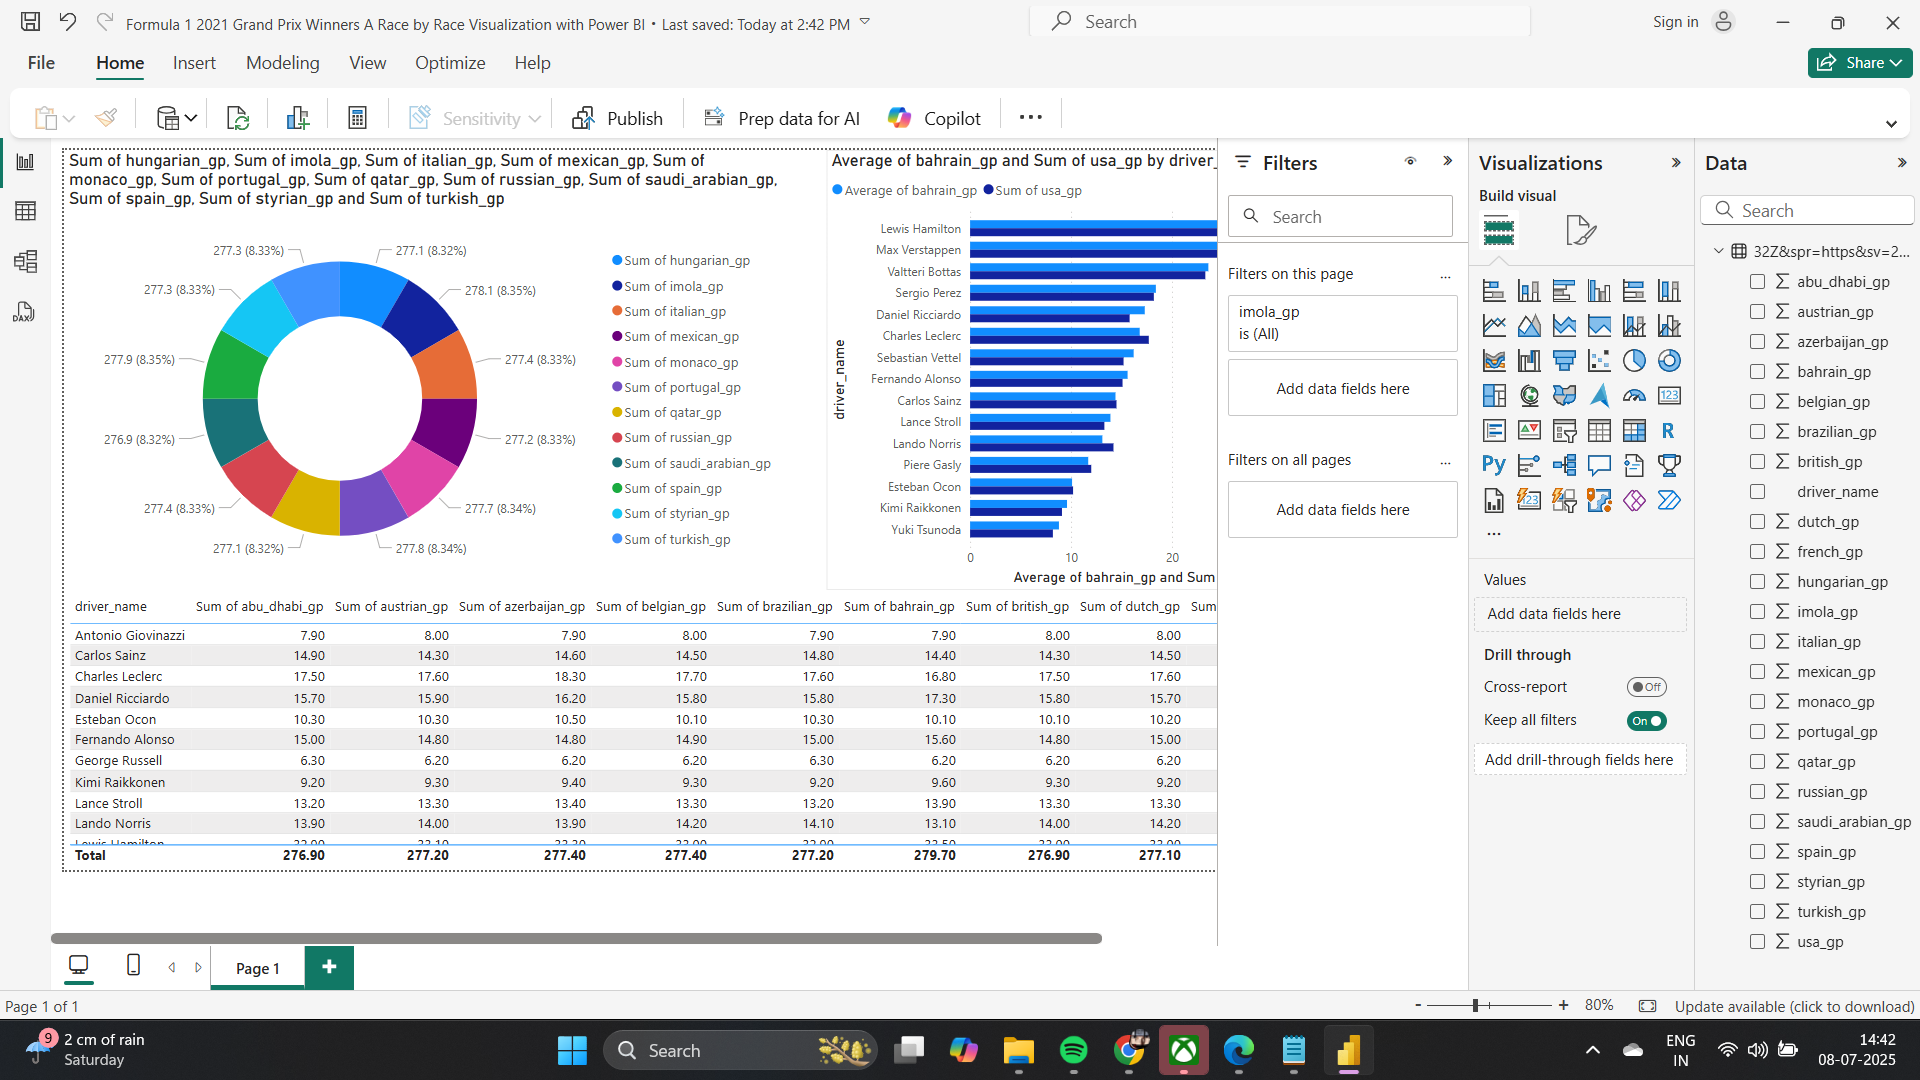 Formula 1 2021 Grand Prix Winners A Race by Race Visualization with Power BI • Last saved: Today at 2:42 PM
Search
Sign in
File Home Insert Modeling View Optimize Help
Share
Sensitivity
Publish
Prep data for AI
Copilot
DAX
Sum of hungarian_gp, Sum of imola_gp, Sum of italian_gp, Sum of mexican_gp, Sum of
monaco_gp, Sum of portugal_gp, Sum of qatar_gp, Sum of russian_gp, Sum of saudi_arabian_gp,
Sum of spain_gp, Sum of styrian_gp and Sum of turkish_gp
277.3 (8.33%)
277.1 (8.32%)
277.3 (8.33%)
278.1 (8.35%)
277.9 (8.35%)
277.4 (8.33%)
276.9 (8.32%)
277.2 (8.33%)
277.4 (8.33%)
277.7 (8.34%)
277.1 (8.32%)
277.8 (8.34%)
Sum of hungarian_gp
Sum of imola_gp
Sum of italian_gp
Sum of mexican_gp
Sum of monaco_gp
Sum of portugal_gp
Sum of qatar_gp
Sum of russian_gp
Sum of saudi_arabian_gp
Sum of spain_gp
Sum of styrian_gp
Sum of turkish_gp
Average of bahrain_gp and Sum of usa_gp by driver_
Average of bahrain_gp Sum of usa_gp
driver_name
Lewis Hamilton
Max Verstappen
Valtteri Bottas
Sergio Perez
Daniel Ricciardo
Charles Leclerc
Sebastian Vettel
Fernando Alonso
Carlos Sainz
Lance Stroll
Lando Norris
Piere Gasly
Esteban Ocon
Kimi Raikkonen
Yuki Tsunoda
0 10 20
Average of bahrain_gp and Sum
driver_name Sum of abu_dhabi_gp Sum of austrian_gp Sum of azerbaijan_gp Sum of belgian_gp Sum of brazilian_gp Sum of bahrain_gp Sum of british_gp Sum of dutch_gp Sum
Antonio Giovinazzi 7.90 8.00 7.90 8.00 7.90 7.90 8.00 8.00
Carlos Sainz 14.90 14.30 14.60 14.50 14.80 14.40 14.30 14.50
Charles Leclerc 17.50 17.60 18.30 17.70 17.60 16.80 17.50 17.60
Daniel Ricciardo 15.70 15.90 16.20 15.80 15.80 17.30 15.80 15.70
Esteban Ocon 10.30 10.30 10.50 10.10 10.30 10.10 10.10 10.20
Fernando Alonso 15.00 14.80 14.80 14.90 15.00 15.60 14.80 15.00
George Russell 6.30 6.20 6.20 6.20 6.30 6.20 6.20 6.20
Kimi Raikkonen 9.20 9.30 9.40 9.30 9.20 9.60 9.30 9.20
Lance Stroll 13.20 13.30 13.40 13.30 13.20 13.90 13.30 13.30
Lando Norris 13.90 14.00 13.90 14.20 14.10 13.10 14.00 14.20
Lewis Hamilton
Total 276.90 277.20 277.40 277.40 277.20 279.70 276.90 277.10
Filters
Search
Filters on this page
imola_gp
is (All)
Add data fields here
Filters on all pages
Add data fields here
Visualizations
Build visual
123
R
Py
123
Values
Add data fields here
Drill through
Cross-report Off
Keep all filters On
Add drill-through fields here
Data
Search
32Z&spr=https&sv=2...
abu_dhabi_gp
austrian_gp
azerbaijan_gp
bahrain_gp
belgian_gp
brazilian_gp
british_gp
driver_name
dutch_gp
french_gp
hungarian_gp
imola_gp
italian_gp
mexican_gp
monaco_gp
portugal_gp
qatar_gp
russian_gp
saudi_arabian_gp
spain_gp
styrian_gp
turkish_gp
usa_gp
Page 1
Page 1 of 1
- + 80%
Update available (click to download)
9
2 cm of rain
Saturday
Search
ENG
IN
14:42
08-07-2025